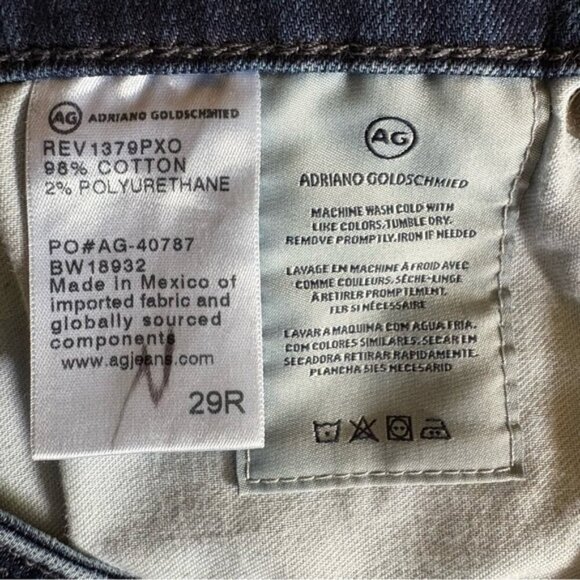 AG ADRIANO GOLDSCHMIED
REV1379PXO
98% COTTON
2% POLYURETHANE
PO#AG-40787
BW18932
Made In Mexico of
imported fabric and
globally sourced
components
www.agjeans.com
29R
AG
ADRIANO GOLDSCHMIED
MACHINE WASH COLD WITH
LIKE COLORS.TUMBLE DRY.
REMOVE PROMPTLY.IRON IF NEEDED
LAVAGE EN MACHINE À FROID AVEC
COMME COULEURS. SÈCHE-LINGE
À RETIRER PROMPTEMENT.
FER SI NÉCESSAIRE
LAVAR A MAQUINA CON AGUA FRIA.
CON COLORES SIMILARES. SECAR EN
SECADORA RETIRAR RAPIDAMENTE.
PLANCHA SIES NECESARIO